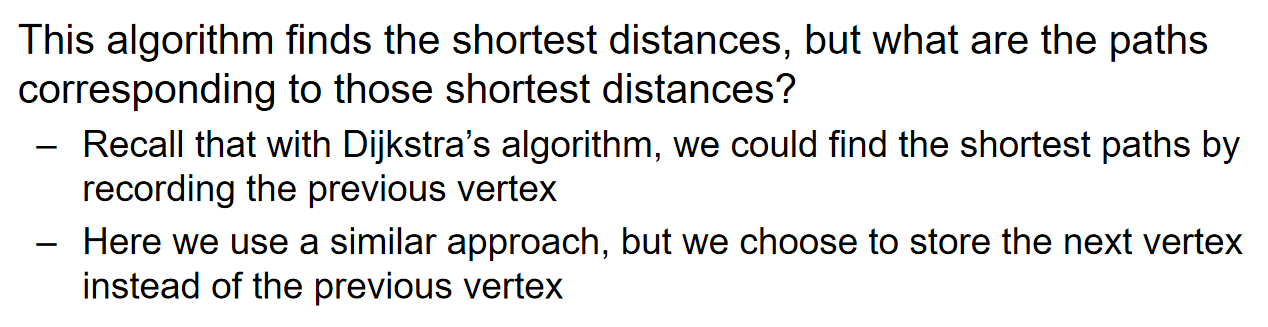 This algorithm finds the shortest distances, but what are the paths
corresponding to those shortest distances?
– Recall that with Dijkstra’s algorithm, we could find the shortest paths by
recording the previous vertex
– Here we use a similar approach, but we choose to store the next vertex
instead of the previous vertex